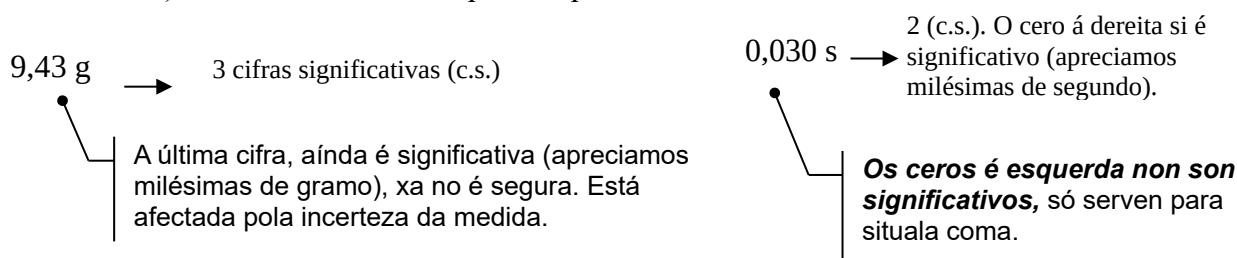 9,43 g
3 cifras significativas (c.s.)
A última cifra, aínda é significativa (apreciamos
milésimas de gramo), xa no é segura. Está
afectada pola incerteza da medida.
0,030 s
2 (c.s.). O cero á dereita si é
significativo (apreciamos
milésimas de segundo).
Os ceros é esquerda non son
significativos, só serven para
situala coma.